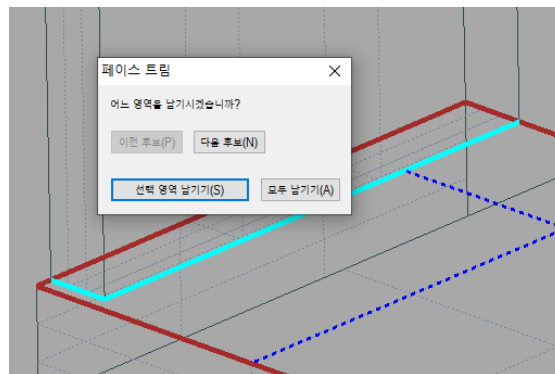 페이스 트림
어느 영역을 남기시겠습니까?
이전 후보(P) 다음 후보(N)
선택 영역 남기기(S) 모두 남기기(A)